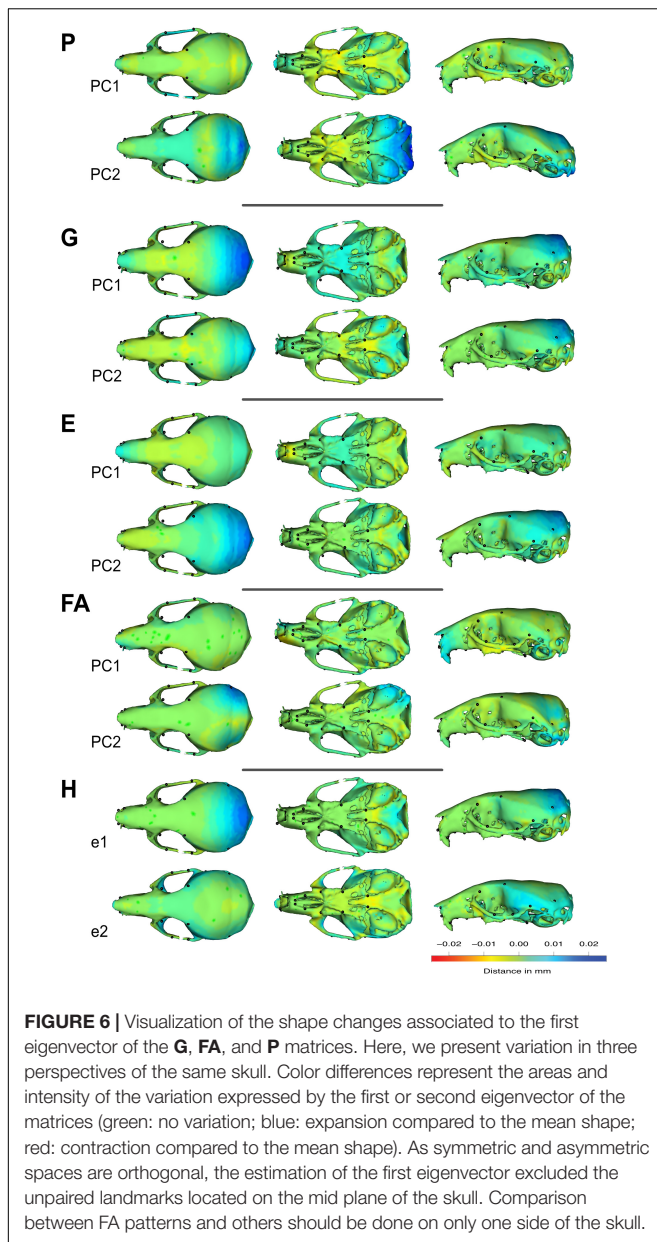 P
PC1
PC2
G
PC1
PC2
E
PC1
PC2
FA
PC1
PC2
H
e1
e2
−0.02 −0.01 0.00 0.02
Distance in mm
FIGURE 6 | Visualization of the shape changes associated to the first
eigenvector of the G, FA, and P matrices. Here, we present variation in three
perspectives of the same skull. Color differences represent the areas and
intensity of the variation expressed by the first or second eigenvector of the
matrices (green: no variation; blue: expansion compared to the mean shape;
red: contraction compared to the mean shape). As symmetric and asymmetric
spaces are orthogonal, the estimation of the first eigenvector excluded the
unpaired landmarks located on the mid plane of the skull. Comparison
between FA patterns and others should be done on only one side of the skull.